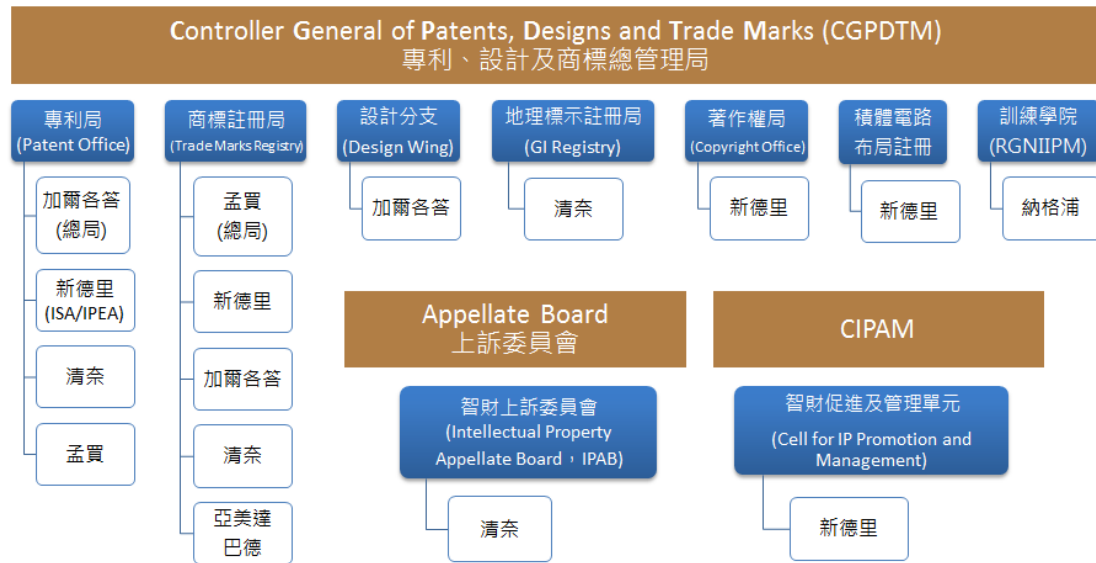 Controller General of Patents, Designs and Trade Marks (CGPDTM)
專利、設計及商標總管理局
專利局
(Patent Office)
加爾各答
(總局)
新德里
(ISA/IPEA)
清奈
孟買
商標註冊局
(Trade Marks Registry)
孟買
(總局)
新德里
加爾各答
清奈
亞美達
巴德
設計分支
(Design Wing)
加爾各答
地理標示註冊局
(GI Registry)
清奈
著作權局
(Copyright Office)
新德里
積體電路
布局註冊
新德里
訓練學院
(RGNIIPM)
納格浦
Appellate Board
上訴委員會
智財上訴委員會
(Intellectual Property
Appellate Board,IPAB)
清奈
CIPAM
智財促進及管理單元
(Cell for IP Promotion and
Management)
新德里